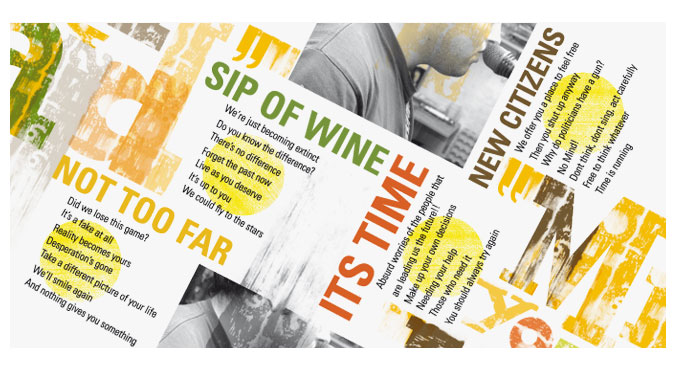 NOT TOO FAR
Did we lose this game?
It's a fake at all
Reality becomes yours
Desperation's gone
Take a different picture of your life
We'll smile again
And nothing gives you something
SIP OF WINE
We're just becoming extinct
Do you know the difference?
There's no difference
Forget the past now
Live as you deserve
It's up to you
We could fly to the stars
ITS TIME
Absurd worries of the people that
are leading us the future!!
Make up your own decisions
Needing your help
Those who need it
You should always try again
NEW CITIZENS
We offer you a place to feel free
Then you shut up anyway
Why do politicians have a gun?
No Mind!
Dont think, dont sing, act carefully
Free to think whatever
Time is running